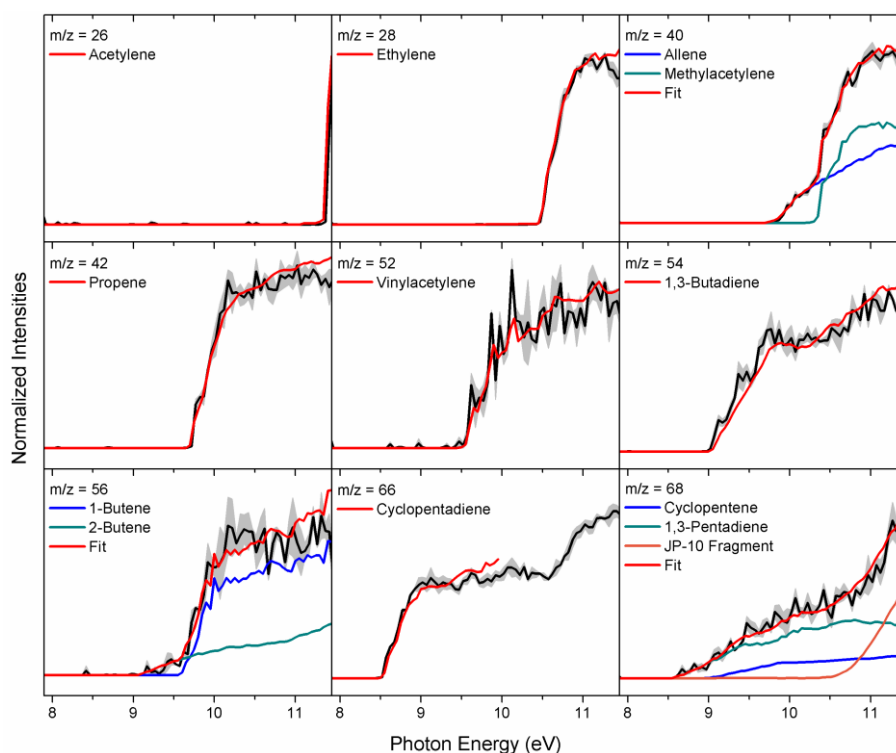 m/z = 26
Acetylene
m/z = 28
Ethylene
m/z = 40
Allene
Methylacetylene
Fit
m/z = 42
Propene
m/z = 52
Vinylacetylene
m/z = 54
1,3-Butadiene
m/z = 56
1-Butene
2-Butene
Fit
m/z = 66
Cyclopentadiene
m/z = 68
Cyclopentene
1,3-Pentadiene
JP-10 Fragment
Fit
Normalized Intensities
8 9 10 11 8 9 10 11 8 9 10 11
Photon Energy (eV)